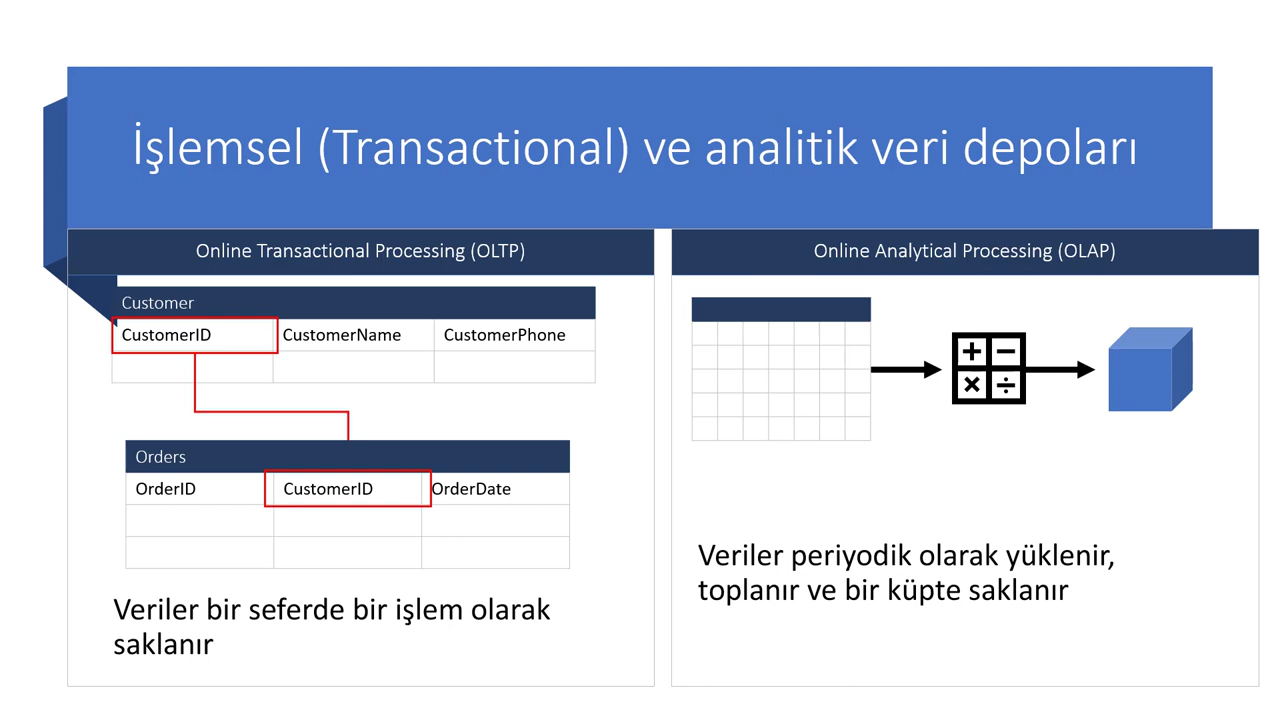 İşlemsel (Transactional) ve analitik veri depoları
Online Transactional Processing (OLTP)
Customer
CustomerID CustomerName CustomerPhone
Orders
OrderID CustomerID OrderDate
Veriler bir seferde bir işlem olarak
saklanır
Online Analytical Processing (OLAP)
+ −
× ÷
Veriler periyodik olarak yüklenir,
toplanır ve bir küpte saklanır